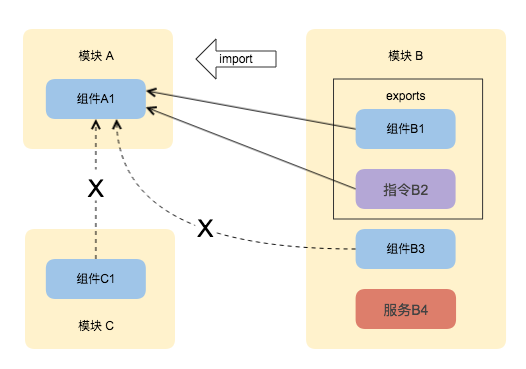 模块 A
import
模块 B
组件A1
exports
组件B1
X
指令B2
X
组件B3
组件C1
服务B4
模块 C